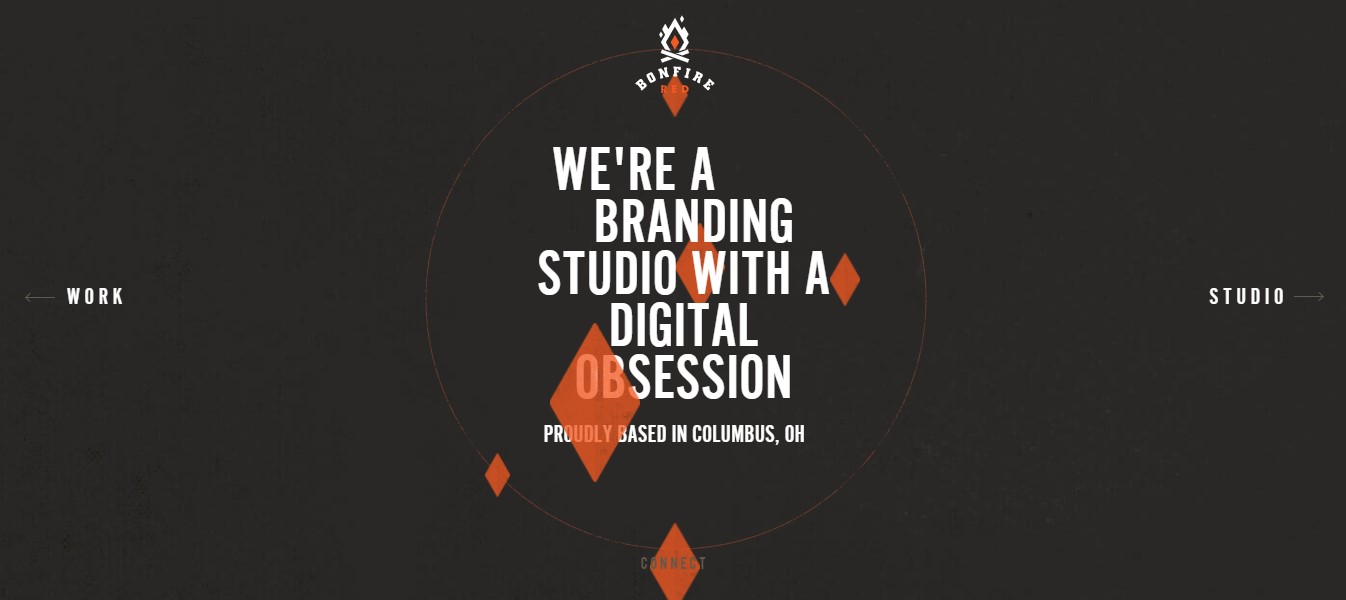 BONFIRE
RED
WE'RE A
BRANDING
STUDIO WITH A
DIGITAL
OBSESSION
PROUDLY BASED IN COLUMBUS, OH
WORK
STUDIO
CONNECT